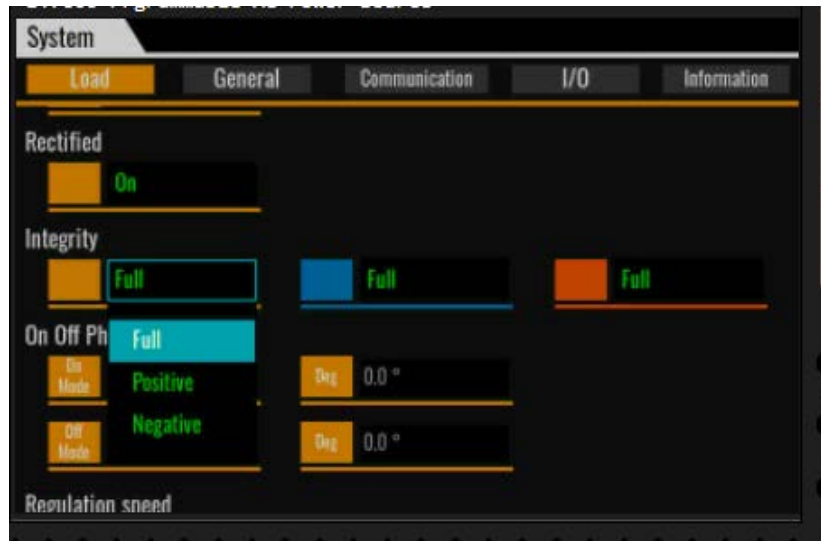 System
Load General Communication I/O Information
Rectified
On
Integrity
Full Full Full
On Off Ph
Full
On Mode Deg 0.0 °
Positive
Negative
Off Mode Deg 0.0 °
Regulation speed